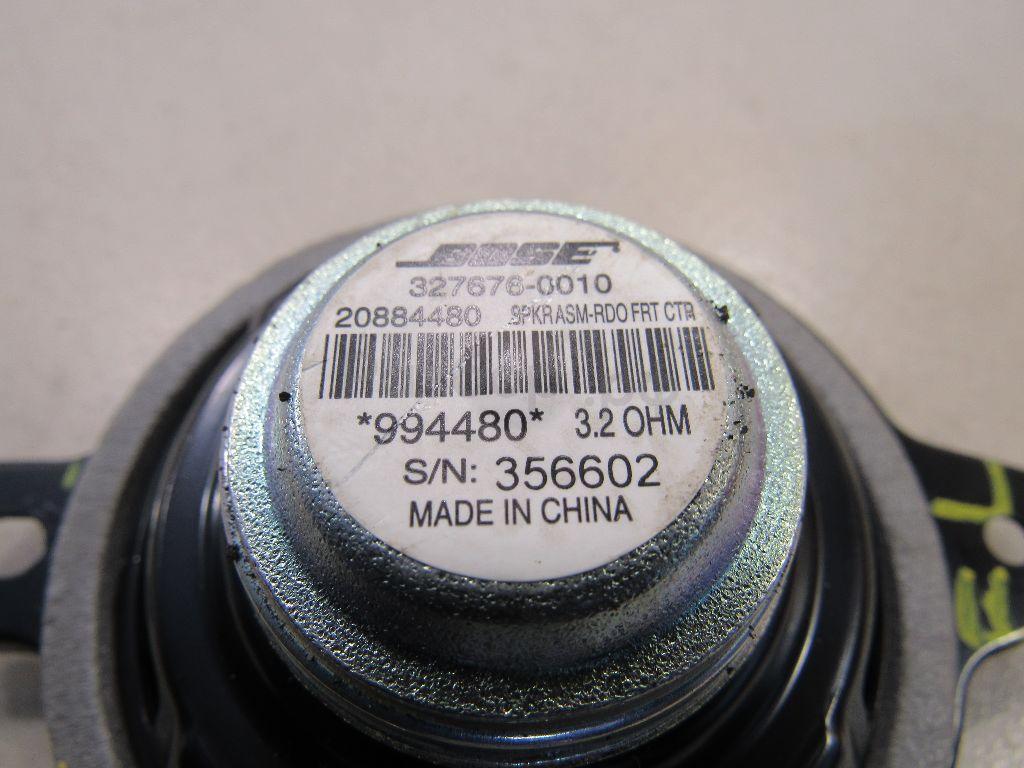 BOSE
327676-0010
20884480 SPKR ASM-RDO FRT CTR
*994480* 3.2 OHM
S/N: 356602
MADE IN CHINA